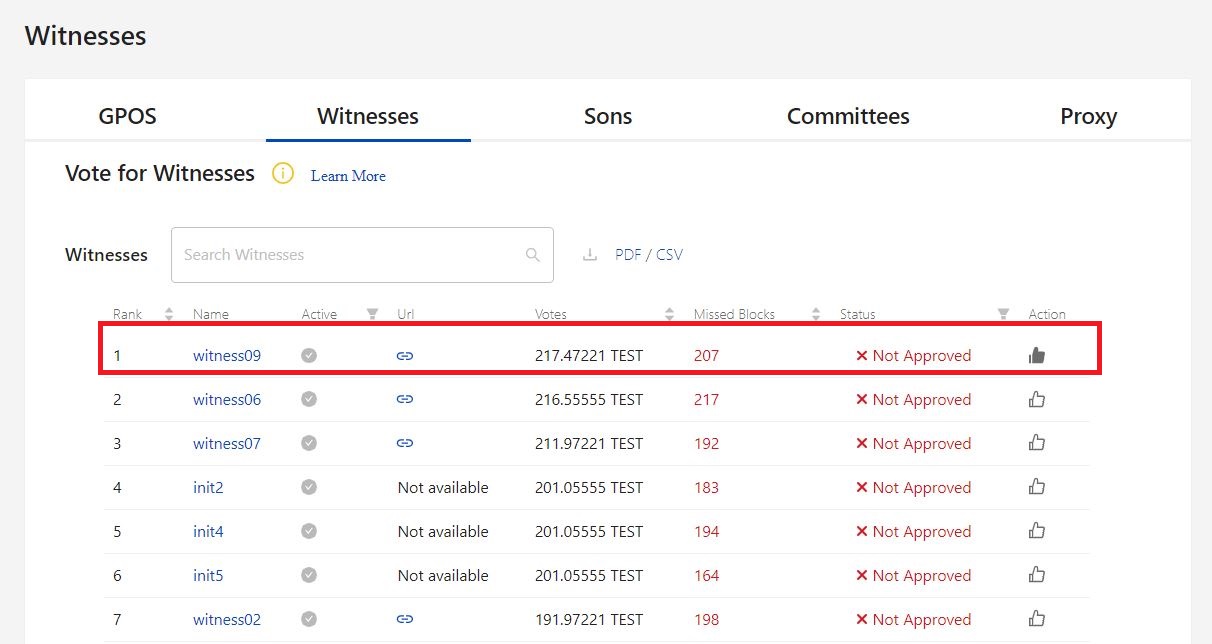 Witnesses
GPOS Witnesses Sons Committees Proxy
Vote for Witnesses Learn More
Witnesses Search Witnesses PDF / CSV
Rank Name Active Url Votes Missed Blocks Status Action
1 witness09 217.47221 TEST 207 Not Approved
2 witness06 216.55555 TEST 217 Not Approved
3 witness07 211.97221 TEST 192 Not Approved
4 init2 Not available 201.05555 TEST 183 Not Approved
5 init4 Not available 201.05555 TEST 194 Not Approved
6 init5 Not available 201.05555 TEST 164 Not Approved
7 witness02 191.97221 TEST 198 Not Approved